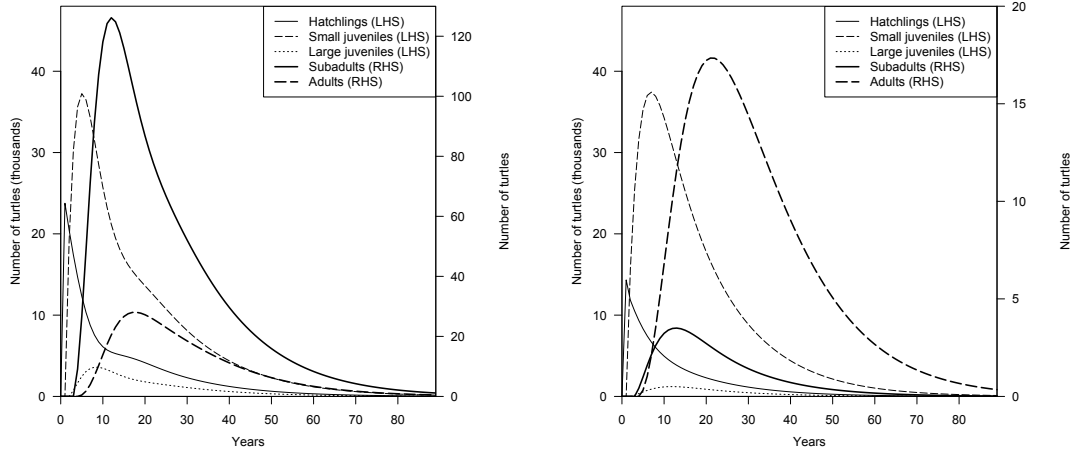 Hatchlings (LHS)
Small juveniles (LHS)
Large juveniles (LHS)
Subadults (RHS)
Adults (RHS)
Number of turtles (thousands)
0
10
20
30
40
0
20
40
60
80
100
120
Number of turtles
0 10 20 30 40 50 60 70 80
Years
Hatchlings (LHS)
Small juveniles (LHS)
Large juveniles (LHS)
Subadults (RHS)
Adults (RHS)
Number of turtles (thousands)
0
10
20
30
40
0
5
10
15
20
Number of turtles
0 10 20 30 40 50 60 70 80
Years